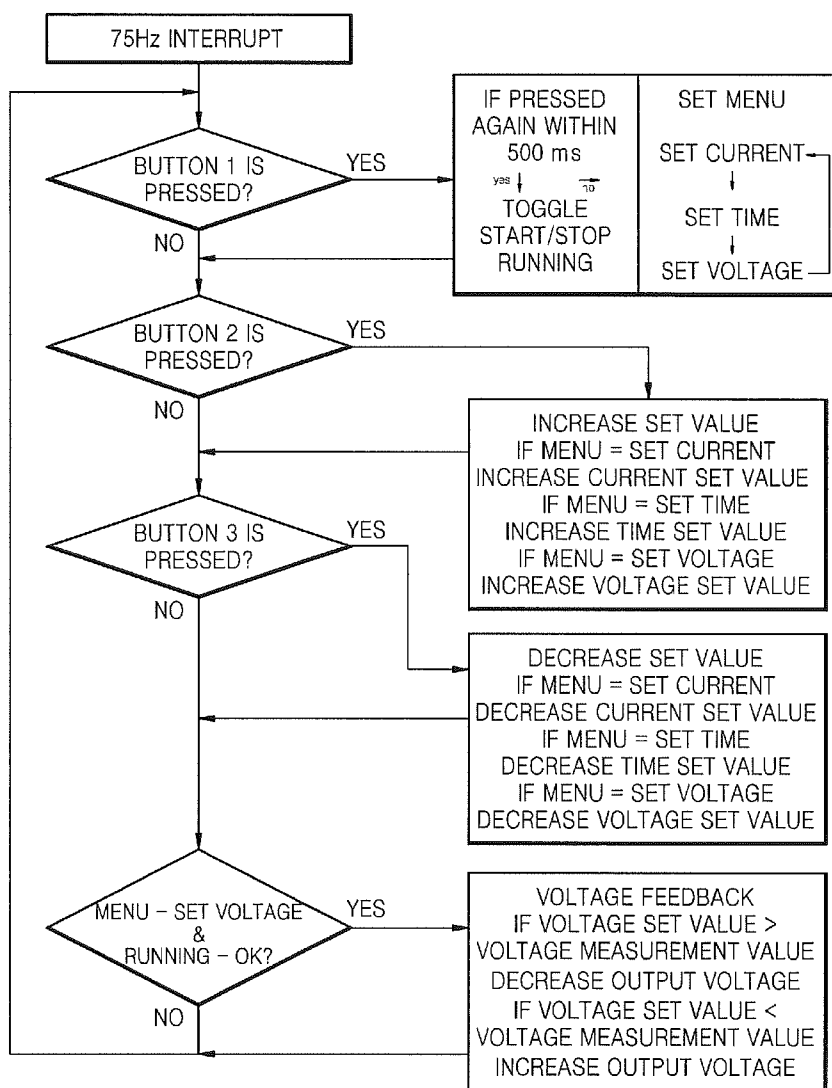 75Hz INTERRUPT
BUTTON 1 IS
PRESSED?
YES
NO
IF PRESSED
AGAIN WITHIN
500 ms
yes
no
TOGGLE
START/STOP
RUNNING
SET MENU
SET CURRENT
SET TIME
SET VOLTAGE
BUTTON 2 IS
PRESSED?
YES
NO
INCREASE SET VALUE
IF MENU = SET CURRENT
INCREASE CURRENT SET VALUE
IF MENU = SET TIME
INCREASE TIME SET VALUE
IF MENU = SET VOLTAGE
INCREASE VOLTAGE SET VALUE
BUTTON 3 IS
PRESSED?
YES
NO
DECREASE SET VALUE
IF MENU = SET CURRENT
DECREASE CURRENT SET VALUE
IF MENU = SET TIME
DECREASE TIME SET VALUE
IF MENU = SET VOLTAGE
DECREASE VOLTAGE SET VALUE
MENU – SET VOLTAGE
&
RUNNING – OK?
YES
NO
VOLTAGE FEEDBACK
IF VOLTAGE SET VALUE >
VOLTAGE MEASUREMENT VALUE
DECREASE OUTPUT VOLTAGE
IF VOLTAGE SET VALUE <
VOLTAGE MEASUREMENT VALUE
INCREASE OUTPUT VOLTAGE